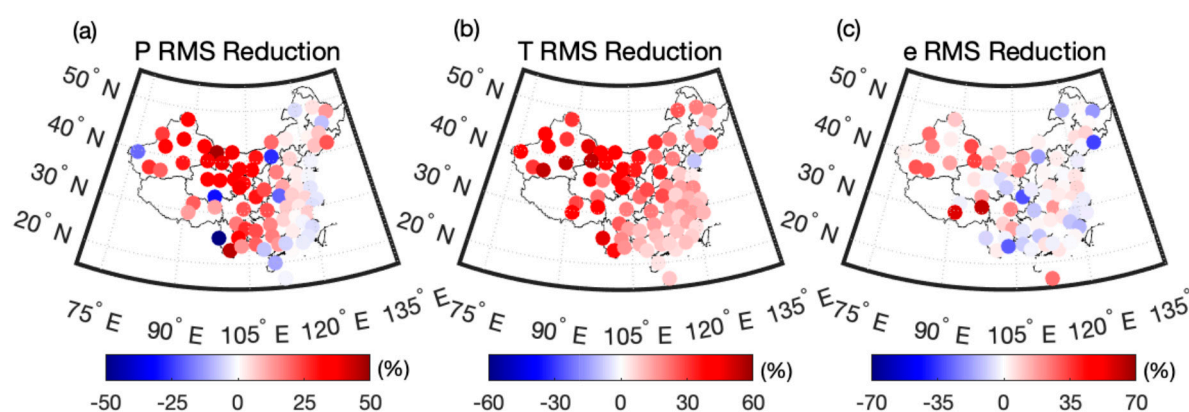 (a)
P RMS Reduction
50° N
40° N
30° N
20° N
75° E
90° E
105° E
120° E
135° E
-50 -25 0 25 50 (%)
(b)
T RMS Reduction
50° N
40° N
30° N
20° N
75° E
90° E
105° E
120° E
135° E
-60 -30 0 30 60 (%)
(c)
e RMS Reduction
50° N
40° N
30° N
20° N
75° E
90° E
105° E
120° E
135° E
-70 -35 0 35 70 (%)